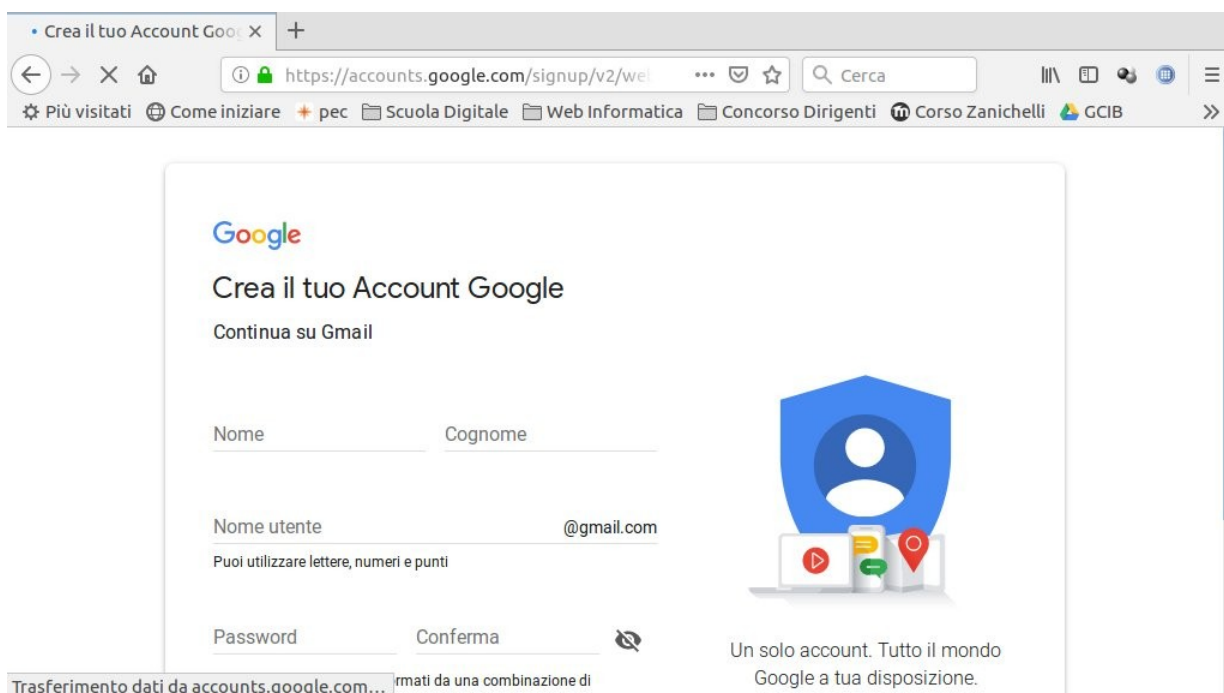 Crea il tuo Account Goog
https://accounts.google.com/signup/v2/we
Cerca
Più visitati Come iniziare pec Scuola Digitale Web Informatica Concorso Dirigenti Corso Zanichelli GCIB
Google
Crea il tuo Account Google
Continua su Gmail
Nome Cognome
Nome utente @gmail.com
Puoi utilizzare lettere, numeri e punti
Password Conferma
rmati da una combinazione di
Un solo account. Tutto il mondo
Google a tua disposizione.
Trasferimento dati da accounts.google.com...